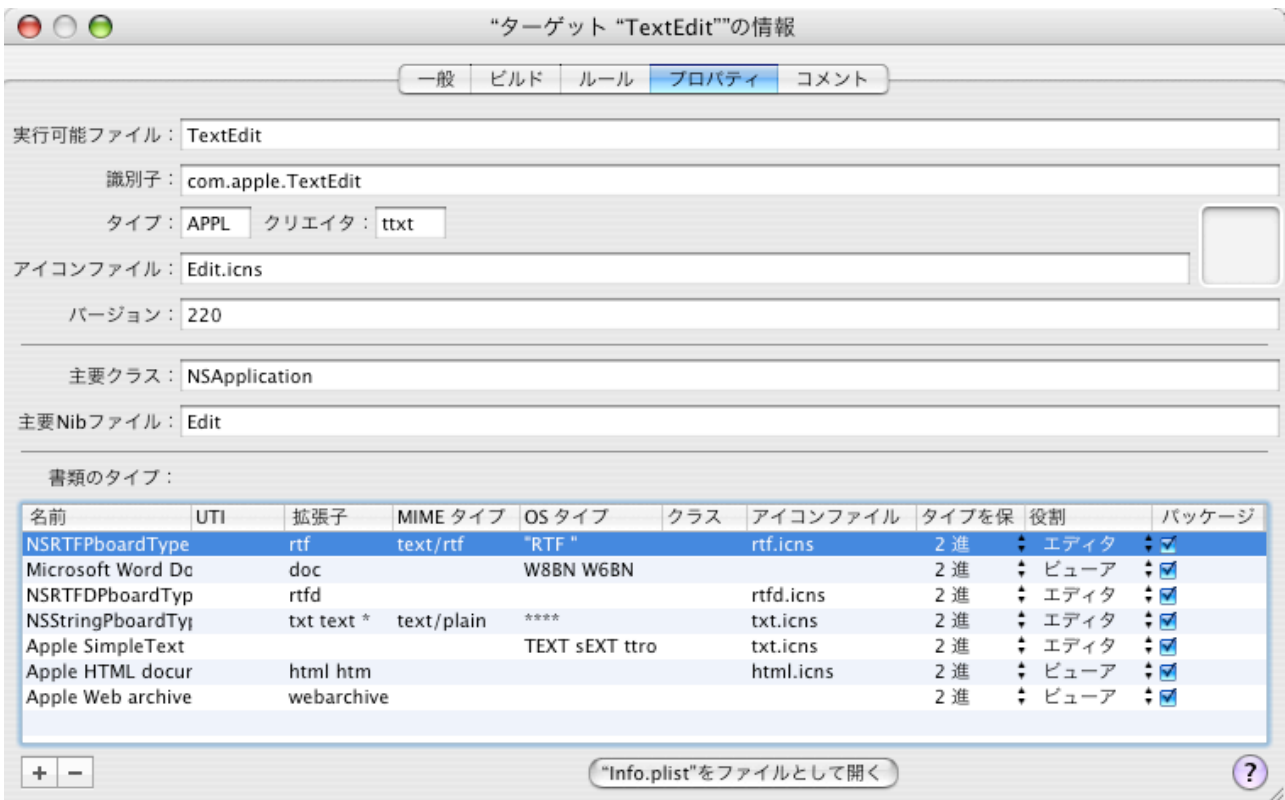 “ターゲット “TextEdit””の情報
一般 ビルド ルール プロパティ コメント
実行可能ファイル： TextEdit
識別子： com.apple.TextEdit
タイプ： APPL クリエイタ： ttxt
アイコンファイル： Edit.icns
バージョン： 220
主要クラス： NSApplication
主要Nibファイル： Edit
書類のタイプ：
名前 UTI 拡張子 MIME タイプ OS タイプ クラス アイコンファイル タイプを保 役割 パッケージ
NSRTFPboardType rtf text/rtf "RTF " rtf.icns 2 進 エディタ
Microsoft Word Dc doc W8BN W6BN 2 進 ビューア
NSRTFDPboardTyp rtfd rtfd.icns 2 進 エディタ
NSStringPboardTy txt text * text/plain **** txt.icns 2 進 エディタ
Apple SimpleText TEXT sEXT ttro txt.icns 2 進 エディタ
Apple HTML docur html htm html.icns 2 進 ビューア
Apple Web archive webarchive 2 進 ビューア
+ − “Info.plist”をファイルとして開く ?